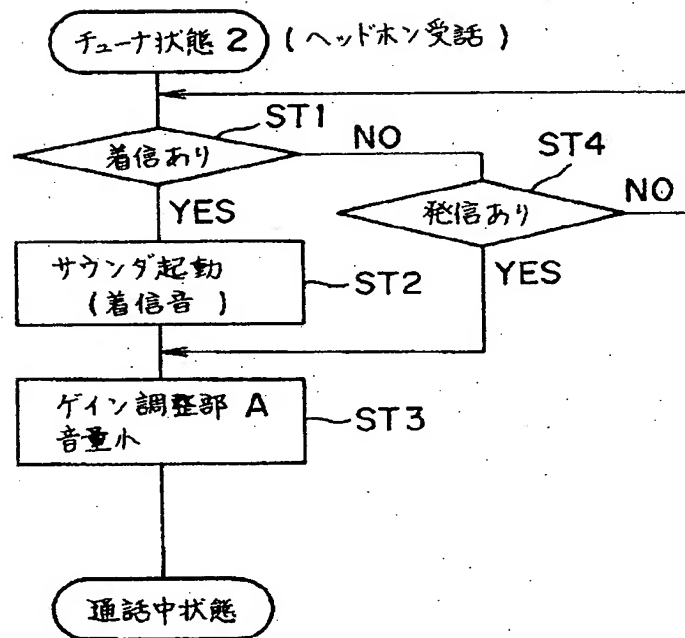 チューナ状態 2 (ヘッドホン受話)
ST1
着信あり
NO
ST4
発信あり
NO
YES
サウンダ起動
(着信音)
ST2
YES
ゲイン調整部 A
音量小
ST3
通話中状態